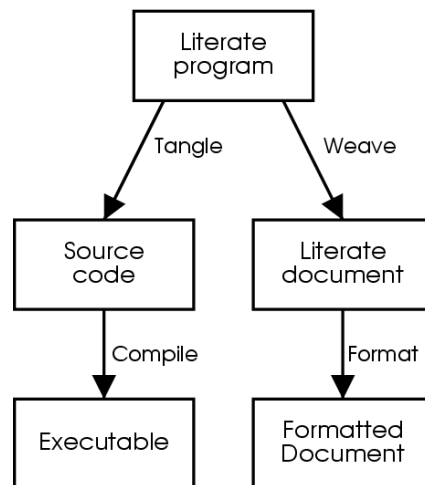 Literate
program
Tangle
Weave
Source
code
Literate
document
Compile
Format
Executable
Formatted
Document